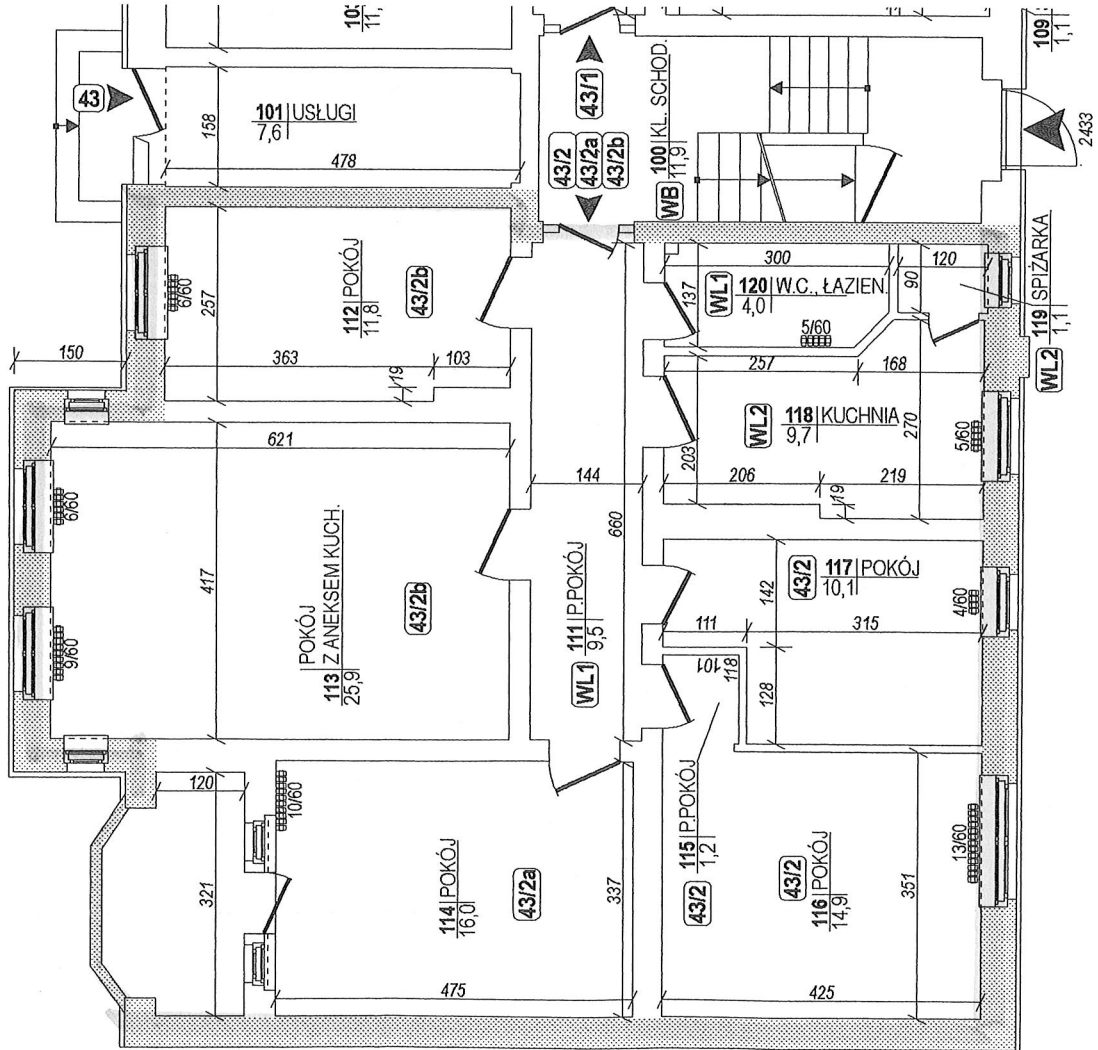 11,
43
101 USŁUGI
7,6
158
478
43/1
43/2
43/2a
43/2b
100 KL. SCHOD.
11,9
WB
109
1,1
2433
6/60
257
112 POKÓJ
11,8
43/2b
363
103
19
150
137
300
WL1
120 W.C., ŁAZIEN.
4,0
5/60
120
90
119 SPIŻARKA
1,1
WL2
257
168
WL2
118 KUCHNIA
9,7
270
5/60
203
206
219
19
621
144
660
6/60
9/60
417
POKÓJ
113 Z ANEKSEM KUCH.
25,9
43/2b
111 P.POKÓJ
9,5
WL1
43/2
117 POKÓJ
10,1
142
4/60
111
315
101
118
128
120
10/60
321
114 POKÓJ
16,0
43/2a
337
475
115 P.POKÓJ
1,2
43/2
43/2
116 POKÓJ
14,9
351
13/60
425